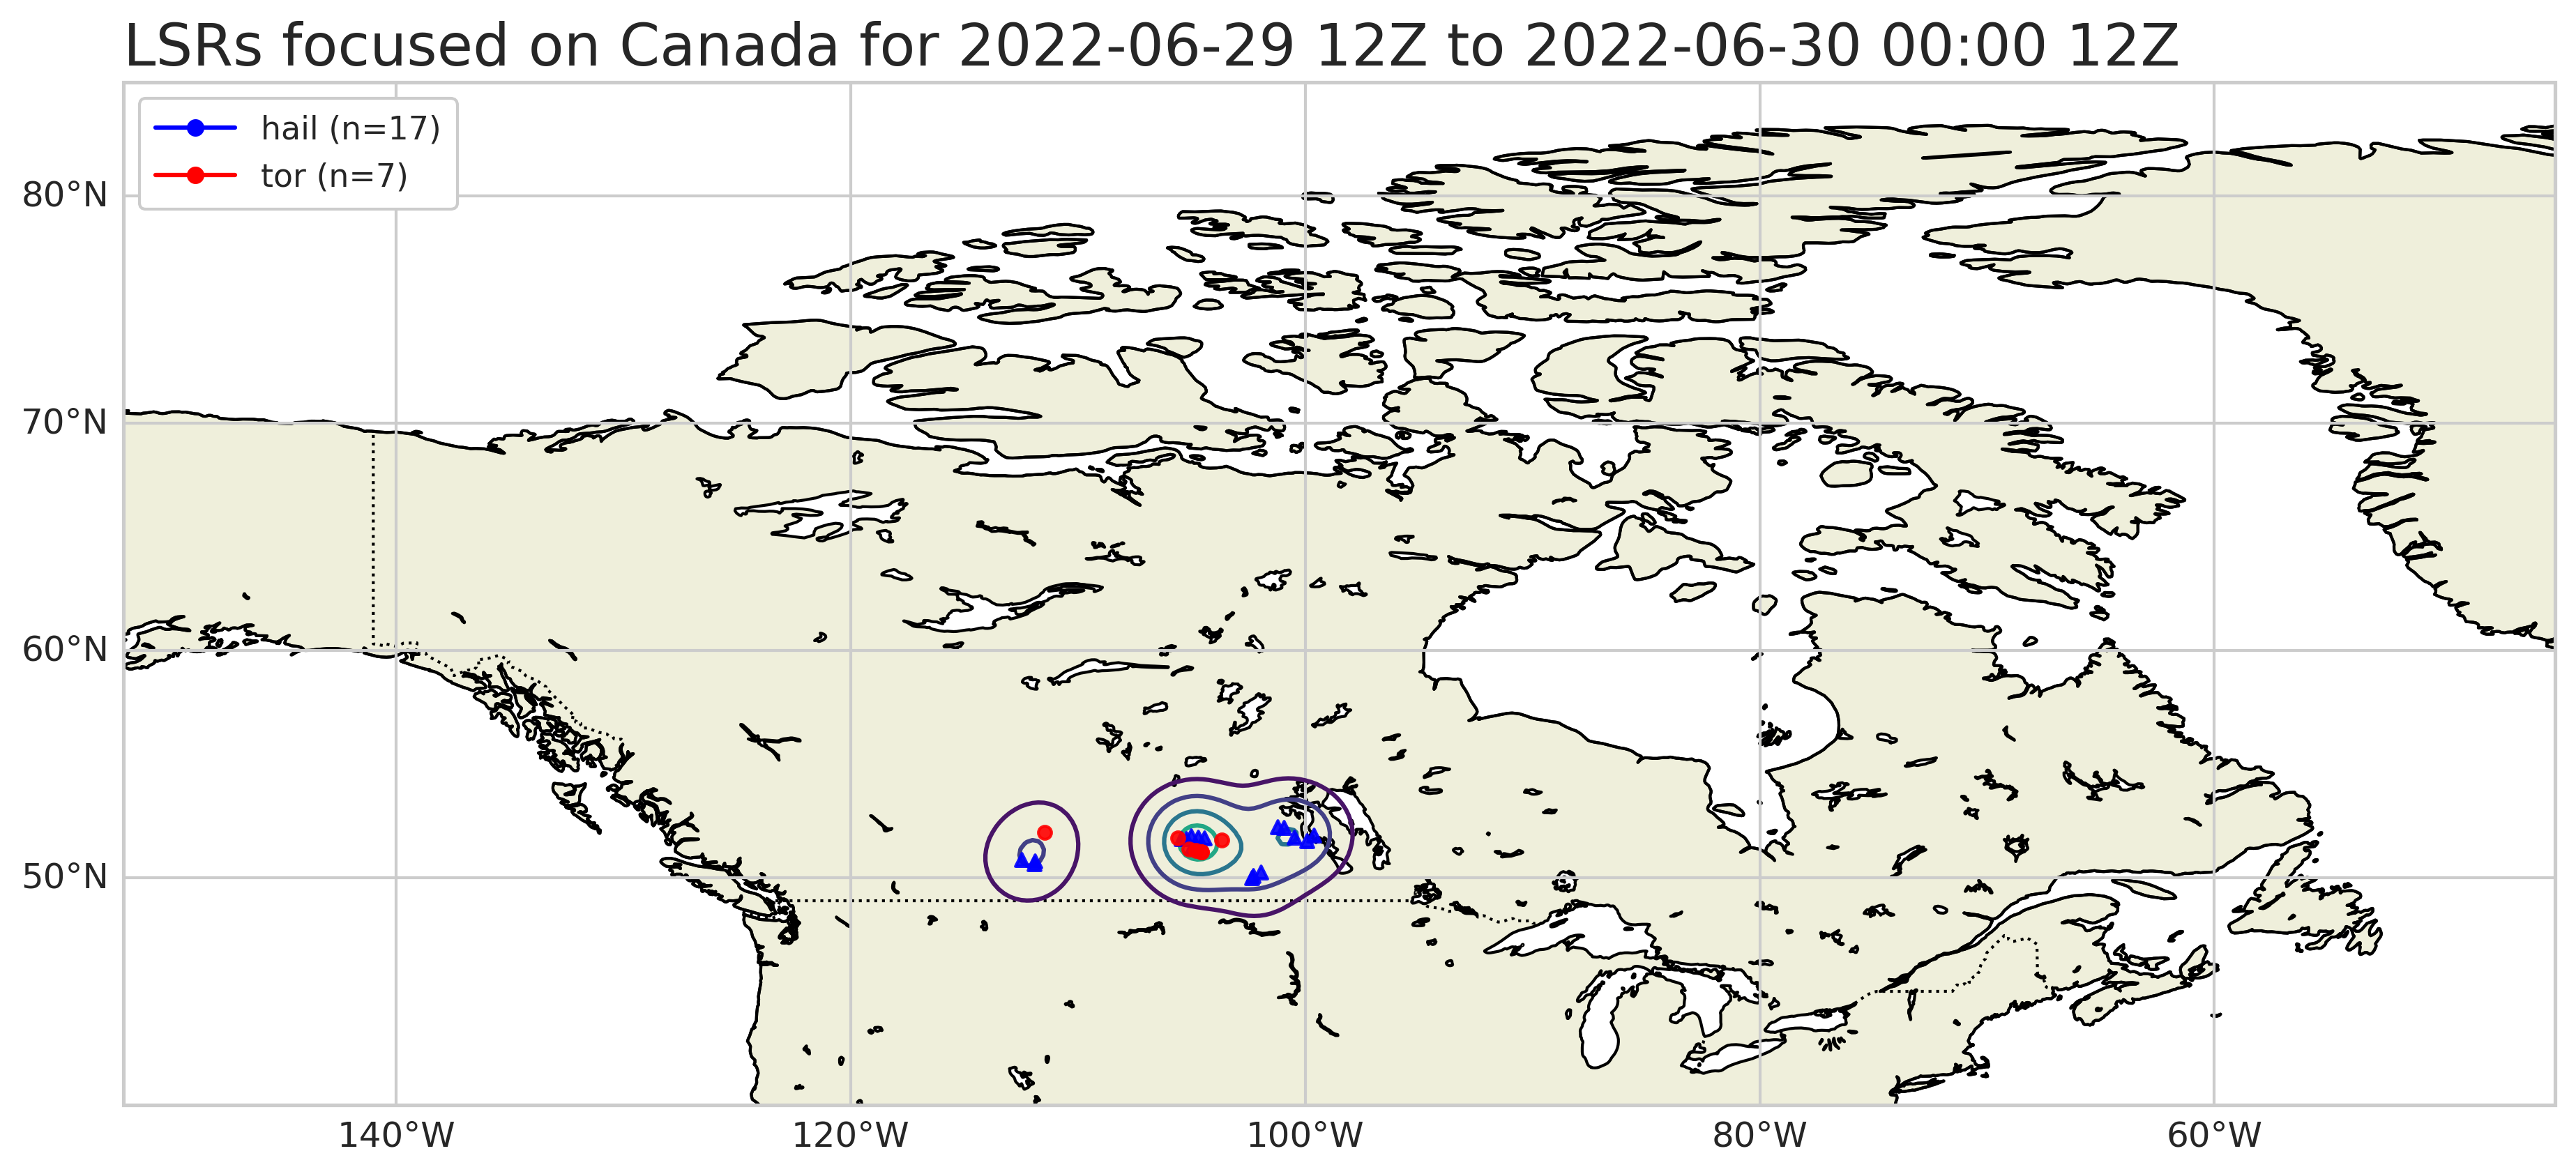 LSRs focused on Canada for 2022-06-29 12Z to 2022-06-30 00:00 12Z
hail (n=17)
tor (n=7)
80°N
70°N
60°N
50°N
140°W
120°W
100°W
80°W
60°W